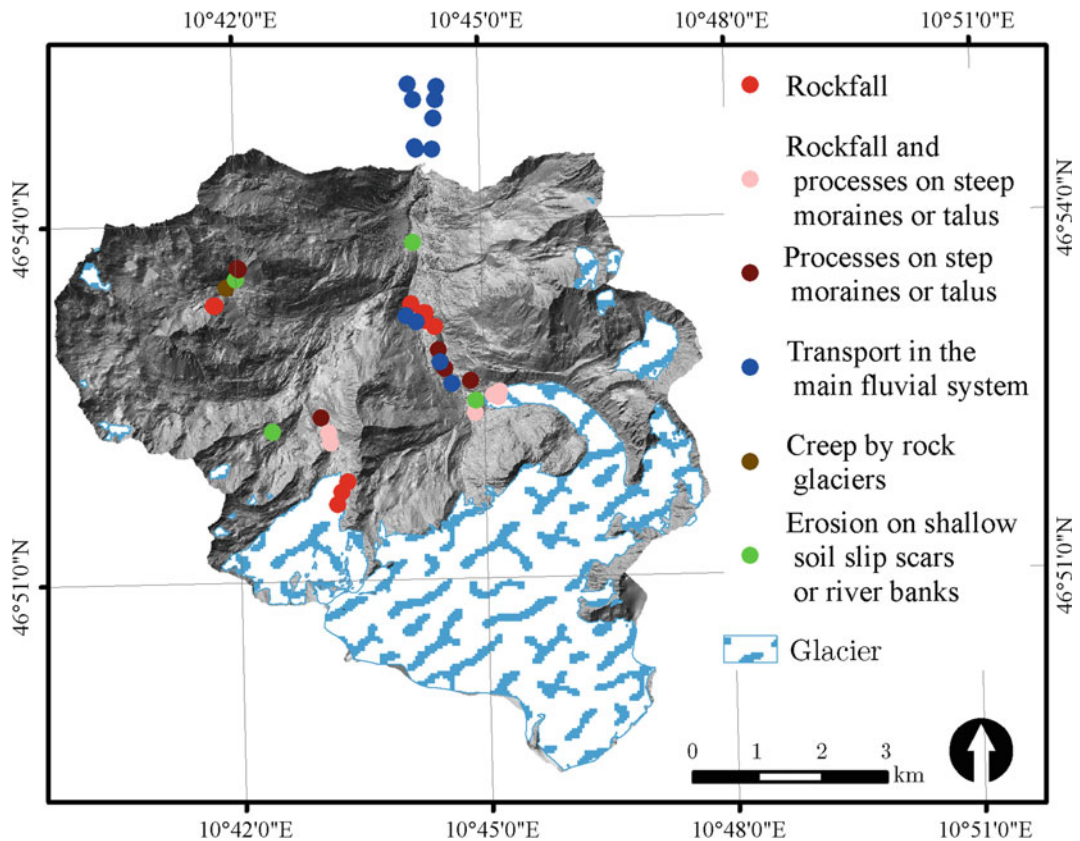 10°42'0"E 10°45'0"E 10°48'0"E 10°51'0"E
46°54'0"N
46°54'0"N
46°51'0"N
46°51'0"N
Rockfall
Rockfall and
processes on steep
moraines or talus
Processes on step
moraines or talus
Transport in the
main fluvial system
Creep by rock
glaciers
Erosion on shallow
soil slip scars
or river banks
Glacier
0 1 2 3
km
10°42'0"E 10°45'0"E 10°48'0"E 10°51'0"E